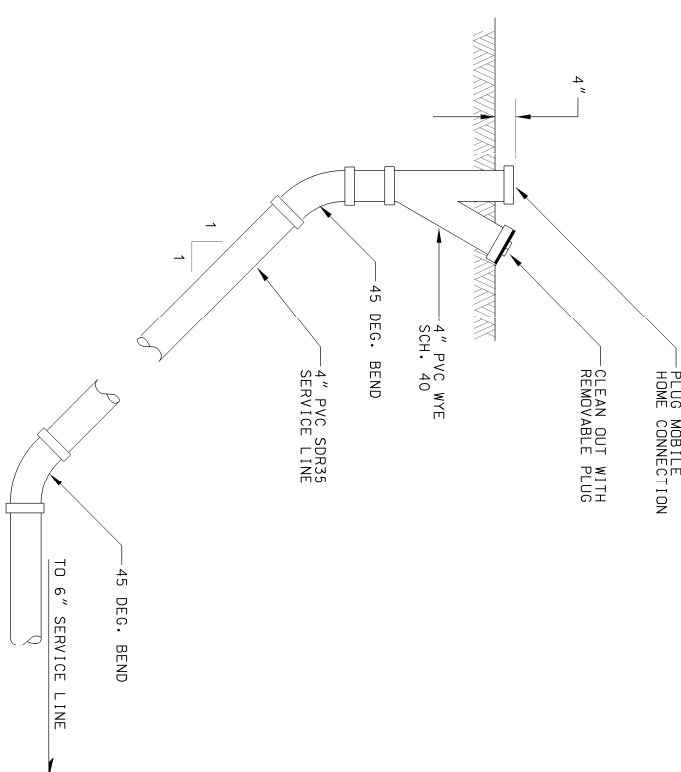 4"
PLUG MOBILE
HOME CONNECTION
CLEAN OUT WITH
REMOVABLE PLUG
4" PVC WYE
SCH. 40
45 DEG. BEND
4" PVC SDR35
SERVICE LINE
1
1
45 DEG. BEND
TO 6" SERVICE LINE